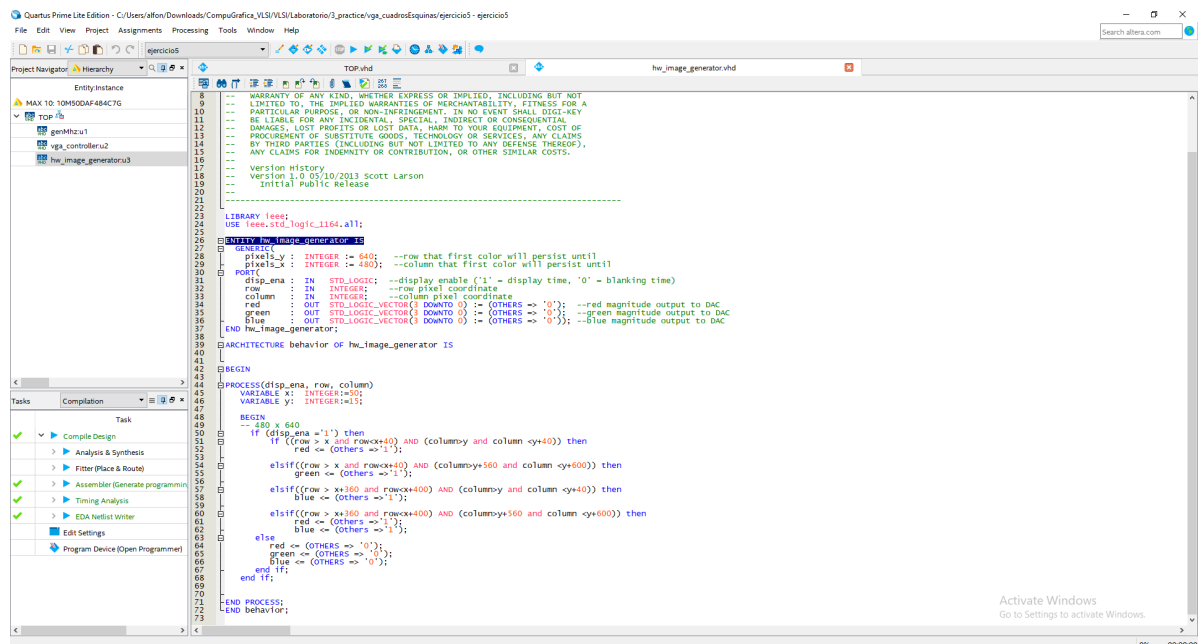 Quartus Prime Lite Edition - C:/Users/alfon/Downloads/CompuGrafica_VLSI/VLSI/Laboratorio/3_practice/vga_cuadrosEsquinas/ejercicio5 - ejercicio5
File Edit View Project Assignments Processing Tools Window Help
Search altera.com
ejercicio5
Project Navigator Hierarchy
TOP.vhd
hw_image_generator.vhd
Entity:Instance
MAX 10: 10M50DAF484C7G
TOP
genMhz:u1
vga_controller:u2
hw_image_generator:u3
Tasks Compilation
Task
Compile Design
Analysis & Synthesis
Fitter (Place & Route)
Assembler (Generate programmin
Timing Analysis
EDA Netlist Writer
Edit Settings
Program Device (Open Programmer)
8 -- WARRANTY OF ANY KIND, WHETHER EXPRESS OR IMPLIED, INCLUDING BUT NOT
9 -- LIMITED TO, THE IMPLIED WARRANTIES OF MERCHANTABILITY, FITNESS FOR A
10 -- PARTICULAR PURPOSE, OR NON-INFRINGEMENT. IN NO EVENT SHALL DIGI-KEY
11 -- BE LIABLE FOR ANY INCIDENTAL, SPECIAL, INDIRECT OR CONSEQUENTIAL
12 -- DAMAGES, LOST PROFITS OR LOST DATA, HARM TO YOUR EQUIPMENT, COST OF
13 -- PROCUREMENT OF SUBSTITUTE GOODS, TECHNOLOGY OR SERVICES, ANY CLAIMS
14 -- BY THIRD PARTIES (INCLUDING BUT NOT LIMITED TO ANY DEFENSE THEREOF),
15 -- ANY CLAIMS FOR INDEMNITY OR CONTRIBUTION, OR OTHER SIMILAR COSTS.
16 --
17 -- Version History
18 -- Version 1.0 05/10/2013 Scott Larson
19 -- Initial Public Release
20 --
21 --------------------------------------------------------------------------------
22
23 LIBRARY ieee;
24 USE ieee.std_logic_1164.all;
25
26 ENTITY hw_image_generator IS
27 GENERIC(
28 pixels_y : INTEGER := 640; --row that first color will persist until
29 pixels_x : INTEGER := 480); --column that first color will persist until
30 PORT(
31 disp_ena : IN STD_LOGIC; --display enable ('1' = display time, '0' = blanking time)
32 row : IN INTEGER; --row pixel coordinate
33 column : IN INTEGER; --column pixel coordinate
34 red : OUT STD_LOGIC_VECTOR(3 DOWNTO 0) := (OTHERS => '0'); --red magnitude output to DAC
35 green : OUT STD_LOGIC_VECTOR(3 DOWNTO 0) := (OTHERS => '0'); --green magnitude output to DAC
36 blue : OUT STD_LOGIC_VECTOR(3 DOWNTO 0) := (OTHERS => '0')); --blue magnitude output to DAC
37 END hw_image_generator;
38
39 ARCHITECTURE behavior OF hw_image_generator IS
40
41
42 BEGIN
43
44 PROCESS(disp_ena, row, column)
45 VARIABLE x: INTEGER:=50;
46 VARIABLE y: INTEGER:=15;
47
48 BEGIN
49 -- 480 x 640
50 if (disp_ena ='1') then
51 if ((row > x and row<x+40) AND (column>y and column <y+40)) then
52 red <= (Others =>'1');
53
54 elsif((row > x and row<x+40) AND (column>y+560 and column <y+600)) then
55 green <= (Others =>'1');
56
57 elsif((row > x+360 and row<x+400) AND (column>y and column <y+40)) then
58 blue <= (Others =>'1');
59
60 elsif((row > x+360 and row<x+400) AND (column>y+560 and column <y+600)) then
61 red <= (Others =>'1');
62 blue <= (Others =>'1');
63 else
64 red <= (OTHERS => '0');
65 green <= (OTHERS => '0');
66 blue <= (OTHERS => '0');
67 end if;
68 end if;
69
70
71 END PROCESS;
72 END behavior;
73
Activate Windows
Go to Settings to activate Windows.